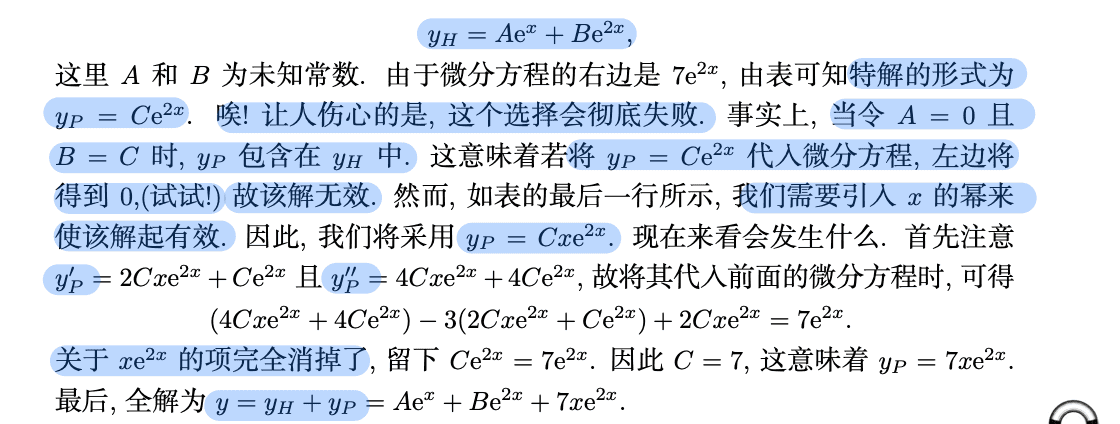 y_H = Ae^x + Be^{2x},
这里 A 和 B 为未知常数. 由于微分方程的右边是 7e^{2x}, 由表可知特解的形式为
y_P = Ce^{2x}. 唉! 让人伤心的是, 这个选择会彻底失败. 事实上, 当令 A = 0 且
B = C 时, y_P 包含在 y_H 中. 这意味着若将 y_P = Ce^{2x} 代入微分方程, 左边将
得到 0,(试试!) 故该解无效. 然而, 如表的最后一行所示, 我们需要引入 x 的幂来
使该解起有效. 因此, 我们将采用 y_P = Cxe^{2x}. 现在来看会发生什么. 首先注意
y'_P = 2Cxe^{2x} + Ce^{2x} 且 y''_P = 4Cxe^{2x} + 4Ce^{2x}, 故将其代入前面的微分方程时, 可得
(4Cxe^{2x} + 4Ce^{2x}) − 3(2Cxe^{2x} + Ce^{2x}) + 2Cxe^{2x} = 7e^{2x}.
关于 xe^{2x} 的项完全消掉了, 留下 Ce^{2x} = 7e^{2x}. 因此 C = 7, 这意味着 y_P = 7xe^{2x}.
最后, 全解为 y = y_H + y_P = Ae^x + Be^{2x} + 7xe^{2x}.